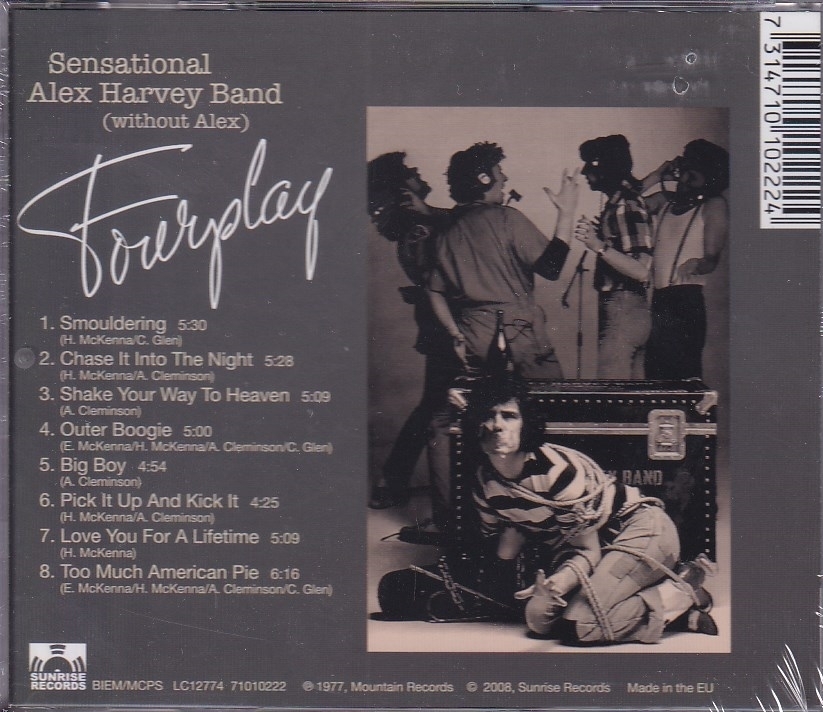 Sensational
Alex Harvey Band
(without Alex)
Fourplay
1. Smouldering 5:30
(H. McKenna/C. Glen)
2. Chase It Into The Night 5:28
(H. McKenna/A. Cleminson)
3. Shake Your Way To Heaven 5:09
(A. Cleminson)
4. Outer Boogie 5:00
(E. McKenna/H. McKenna/A. Cleminson/C. Glen)
5. Big Boy 4:54
(A. Cleminson)
6. Pick It Up And Kick It 4:25
(H. McKenna/A. Cleminson)
7. Love You For A Lifetime 5:09
(H. McKenna)
8. Too Much American Pie 6:16
(E. McKenna/H. McKenna/A. Cleminson/C. Glen)
BAND
7 314710 102224
SUNRISE
RECORDS
BIEM/MCPS LC12774 71010222 ℗ 1977, Mountain Records © 2008, Sunrise Records Made in the EU